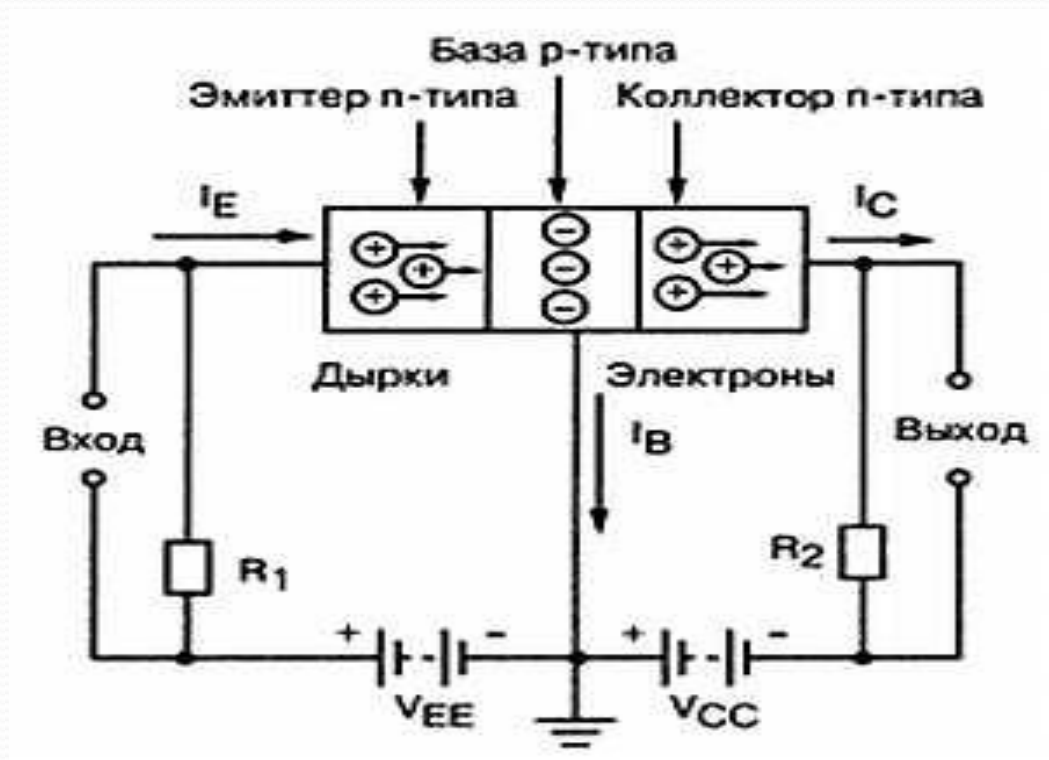 База p-типа
Эмиттер n-типа Коллектор n-типа
IE IC
+ - +
+ - +
+ - +
Дырки Электроны
Вход IB Выход
R1 R2
+ - + -
VEE VCC